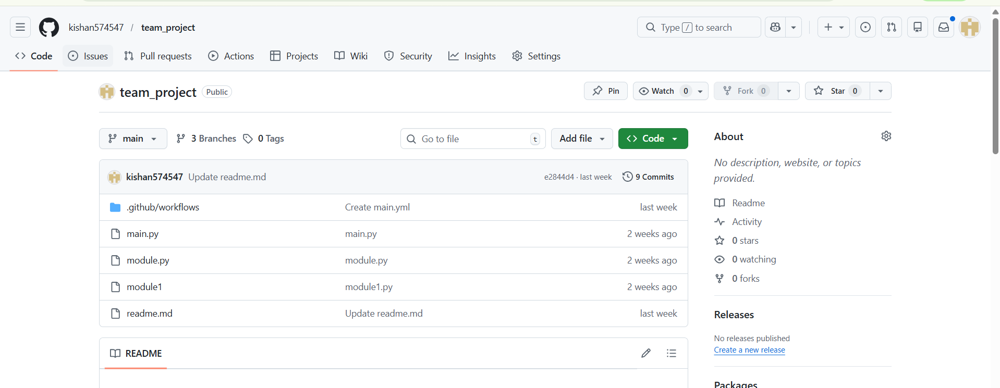 kishan574547 / team_project
Type / to search
Code Issues Pull requests Actions Projects Wiki Security Insights Settings
team_project Public
Pin Watch 0 Fork 0 Star 0
main 3 Branches 0 Tags Go to file t Add file Code
kishan574547 Update readme.md e2844d4 · last week 9 Commits
.github/workflows Create main.yml last week
main.py main.py 2 weeks ago
module.py module.py 2 weeks ago
module1 module1.py 2 weeks ago
readme.md Update readme.md last week
README
About
No description, website, or topics
provided.
Readme
Activity
0 stars
0 watching
0 forks
Releases
No releases published
Create a new release
Packages